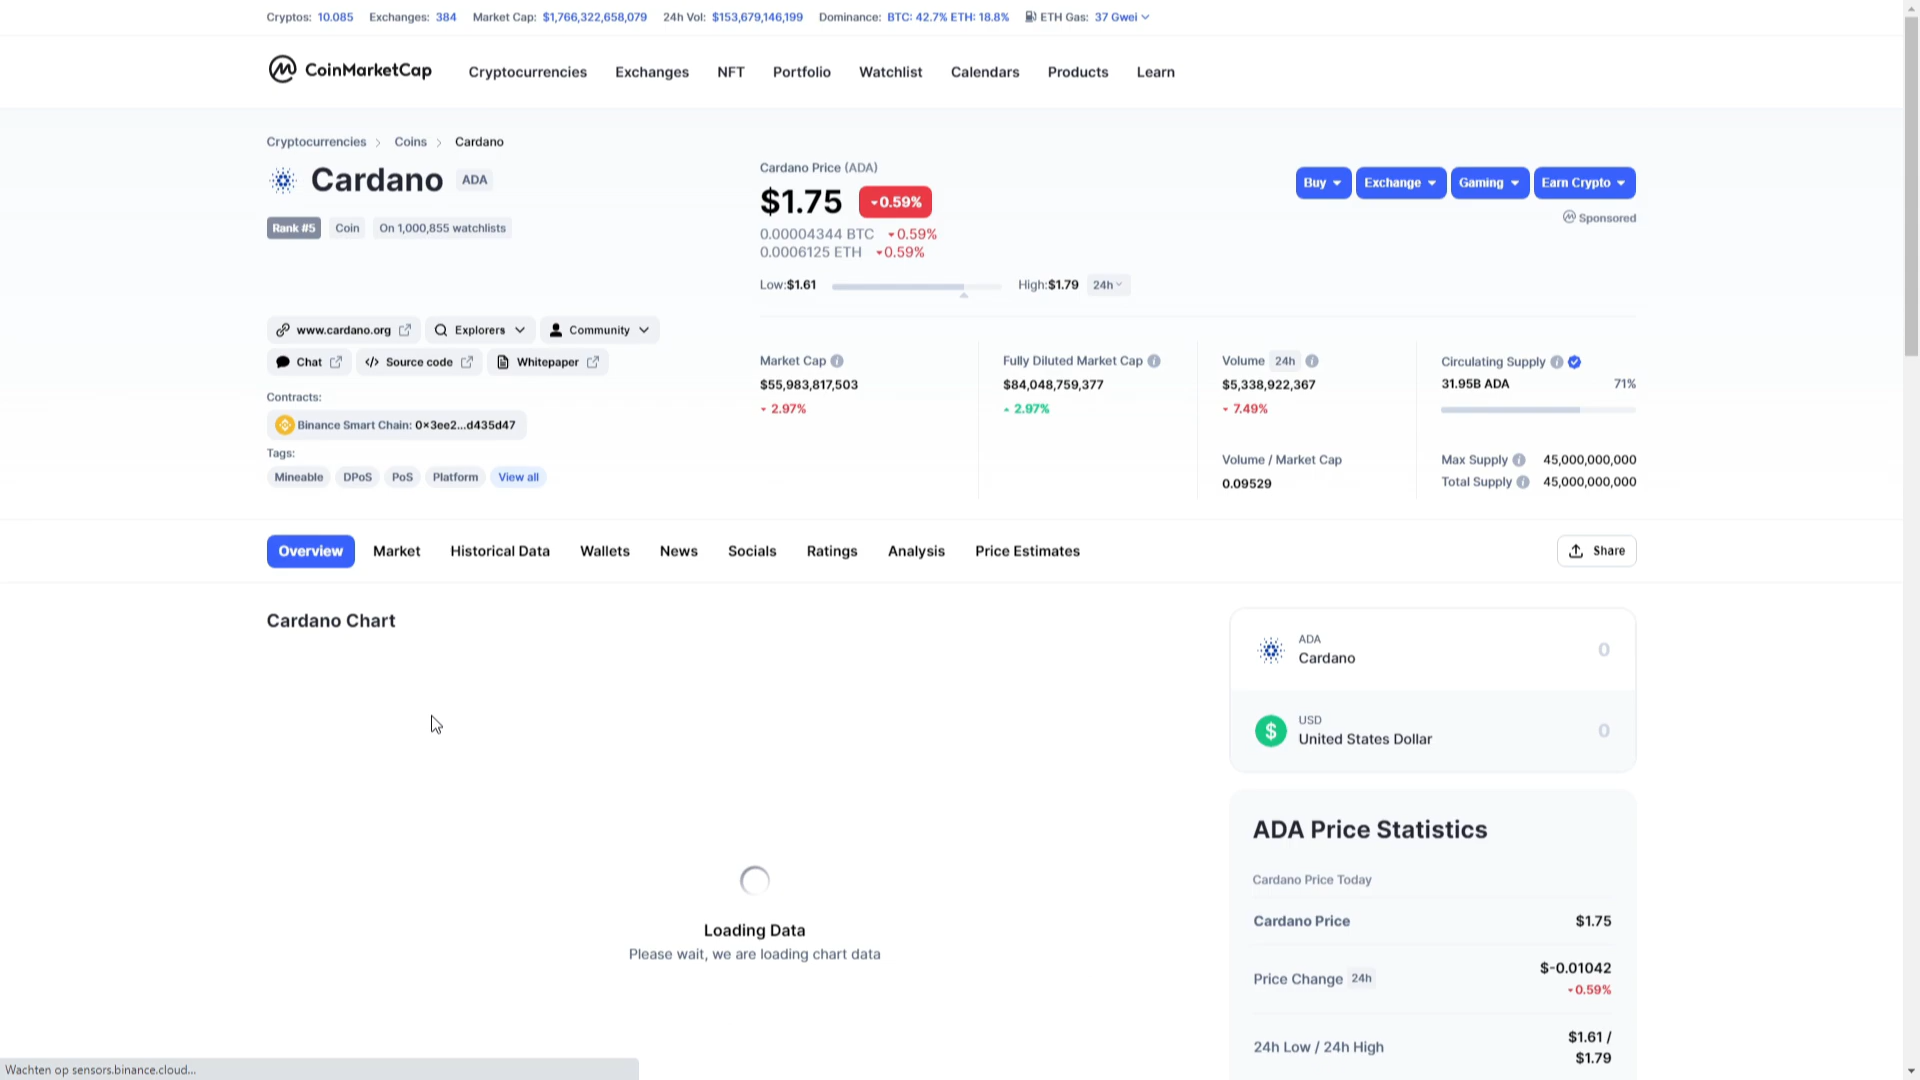 Cryptos: 10.085 Exchanges: 384 Market Cap: $1,766,322,658,079 24h Vol: $153,679,146,199 Dominance: BTC: 42.7% ETH: 18.8% ETH Gas: 37 Gwei
CoinMarketCap Cryptocurrencies Exchanges NFT Portfolio Watchlist Calendars Products Learn
Cryptocurrencies > Coins > Cardano
Cardano ADA
Rank #5 Coin On 1,000,855 watchlists
www.cardano.org Explorers Community
Chat Source code Whitepaper
Contracts:
Binance Smart Chain: 0×3ee2...d435d47
Tags:
Mineable DPoS PoS Platform View all
Cardano Price (ADA)
$1.75 0.59%
0.00004344 BTC 0.59%
0.0006125 ETH 0.59%
Low:$1.61 High:$1.79 24h
Buy Exchange Gaming Earn Crypto
Sponsored
Market Cap
$55,983,817,503
2.97%
Fully Diluted Market Cap
$84,048,759,377
2.97%
Volume 24h
$5,338,922,367
7.49%
Volume / Market Cap
0.09529
Circulating Supply
31.95B ADA 71%
Max Supply 45,000,000,000
Total Supply 45,000,000,000
Overview Market Historical Data Wallets News Socials Ratings Analysis Price Estimates Share
Cardano Chart
Loading Data
Please wait, we are loading chart data
ADA
Cardano 0
$ USD
United States Dollar 0
ADA Price Statistics
Cardano Price Today
Cardano Price $1.75
Price Change 24h $-0.01042
0.59%
24h Low / 24h High $1.61 /
$1.79
Wachten op sensors.binance.cloud...